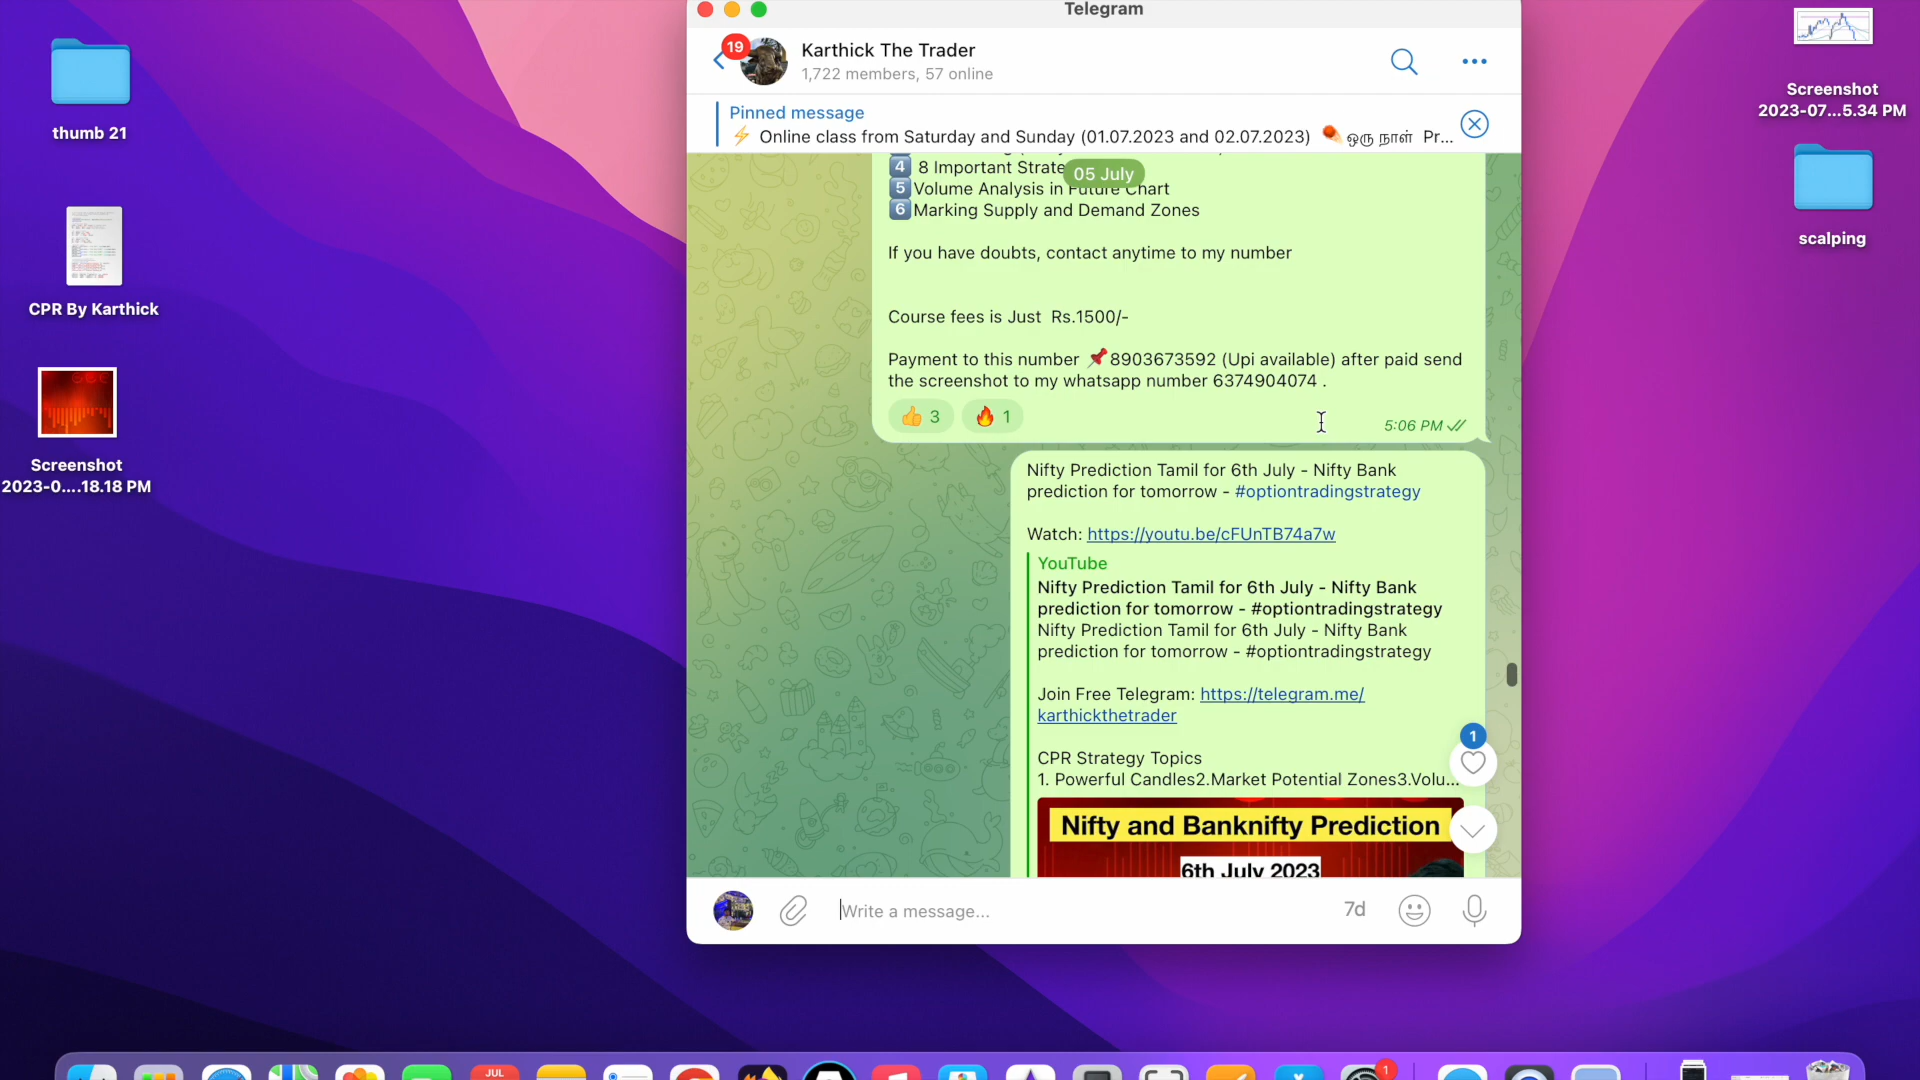 Telegram
19
Karthick The Trader
1,722 members, 57 online
Pinned message
⚡ Online class from Saturday and Sunday (01.07.2023 and 02.07.2023) ஒரு நாள் Pr...
05 July
4 8 Important Strate
5 Volume Analysis in Future Chart
6 Marking Supply and Demand Zones
If you have doubts, contact anytime to my number
Course fees is Just Rs.1500/-
Payment to this number 📌8903673592 (Upi available) after paid send
the screenshot to my whatsapp number 6374904074 .
👍 3 🔥 1
5:06 PM
Nifty Prediction Tamil for 6th July - Nifty Bank
prediction for tomorrow - #optiontradingstrategy
Watch: https://youtu.be/cFUnTB74a7w
YouTube
Nifty Prediction Tamil for 6th July - Nifty Bank
prediction for tomorrow - #optiontradingstrategy
Nifty Prediction Tamil for 6th July - Nifty Bank
prediction for tomorrow - #optiontradingstrategy
Join Free Telegram: https://telegram.me/
karthickthetrader
CPR Strategy Topics
1. Powerful Candles2.Market Potential Zones3.Volu...
1
Nifty and Banknifty Prediction
6th July 2023
Write a message...
7d
thumb 21
CPR By Karthick
Screenshot
2023-0....18.18 PM
Screenshot
2023-07...5.34 PM
scalping
JUL
1